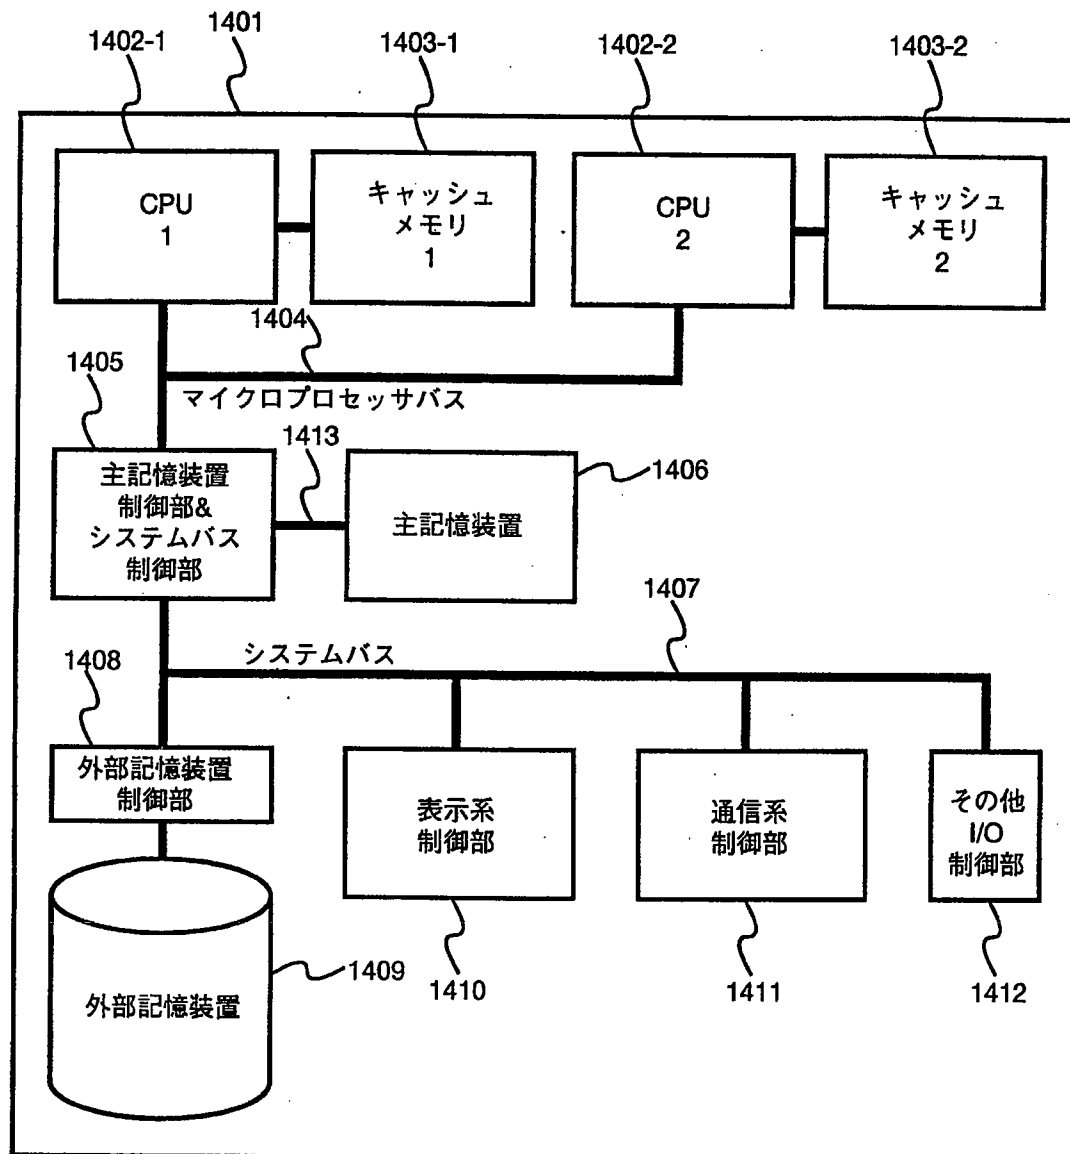 1402-1
1401
1403-1
1402-2
1403-2
CPU
1
キャッシュ
メモリ
1
CPU
2
キャッシュ
メモリ
2
1404
マイクロプロセッサバス
1405
1413
主記憶装置
制御部&
システムバス
制御部
主記憶装置
1406
1407
システムバス
1408
外部記憶装置
制御部
表示系
制御部
通信系
制御部
その他
I/O
制御部
外部記憶装置
1409
1410
1411
1412